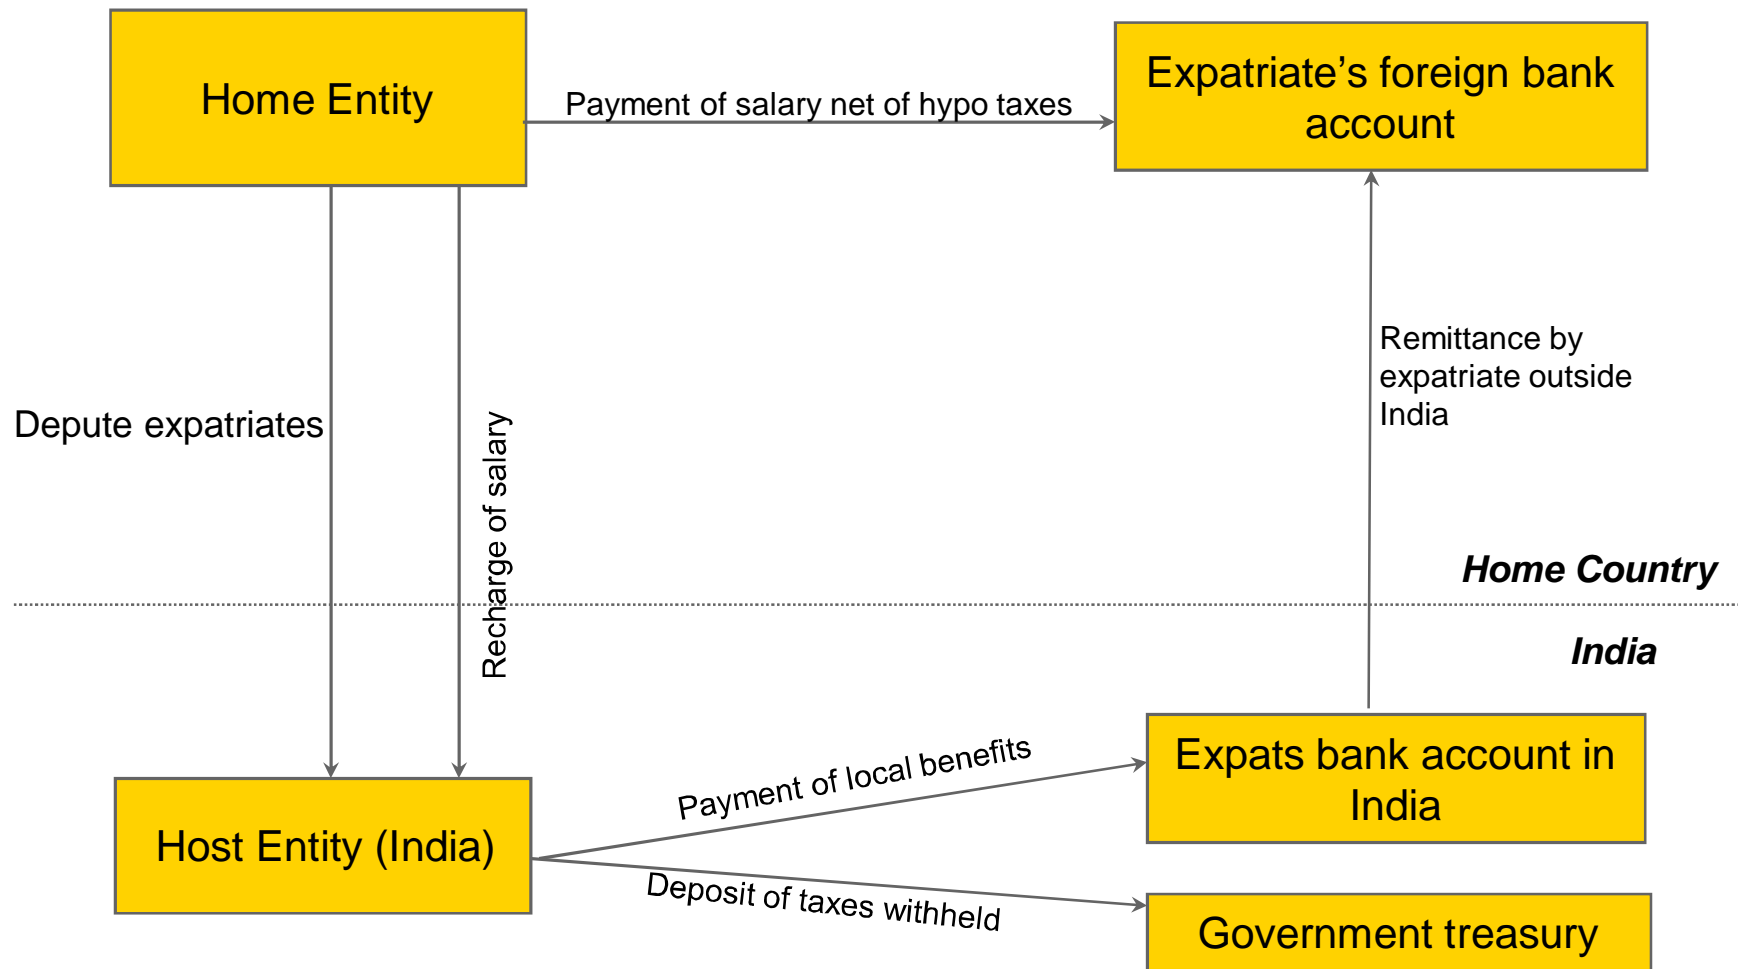 Home Entity
Payment of salary net of hypo taxes
Expatriate’s foreign bank
account
Depute expatriates
Recharge of salary
Remittance by
expatriate outside
India
Home Country
India
Host Entity (India)
Payment of local benefits
Deposit of taxes withheld
Expats bank account in
India
Government treasury